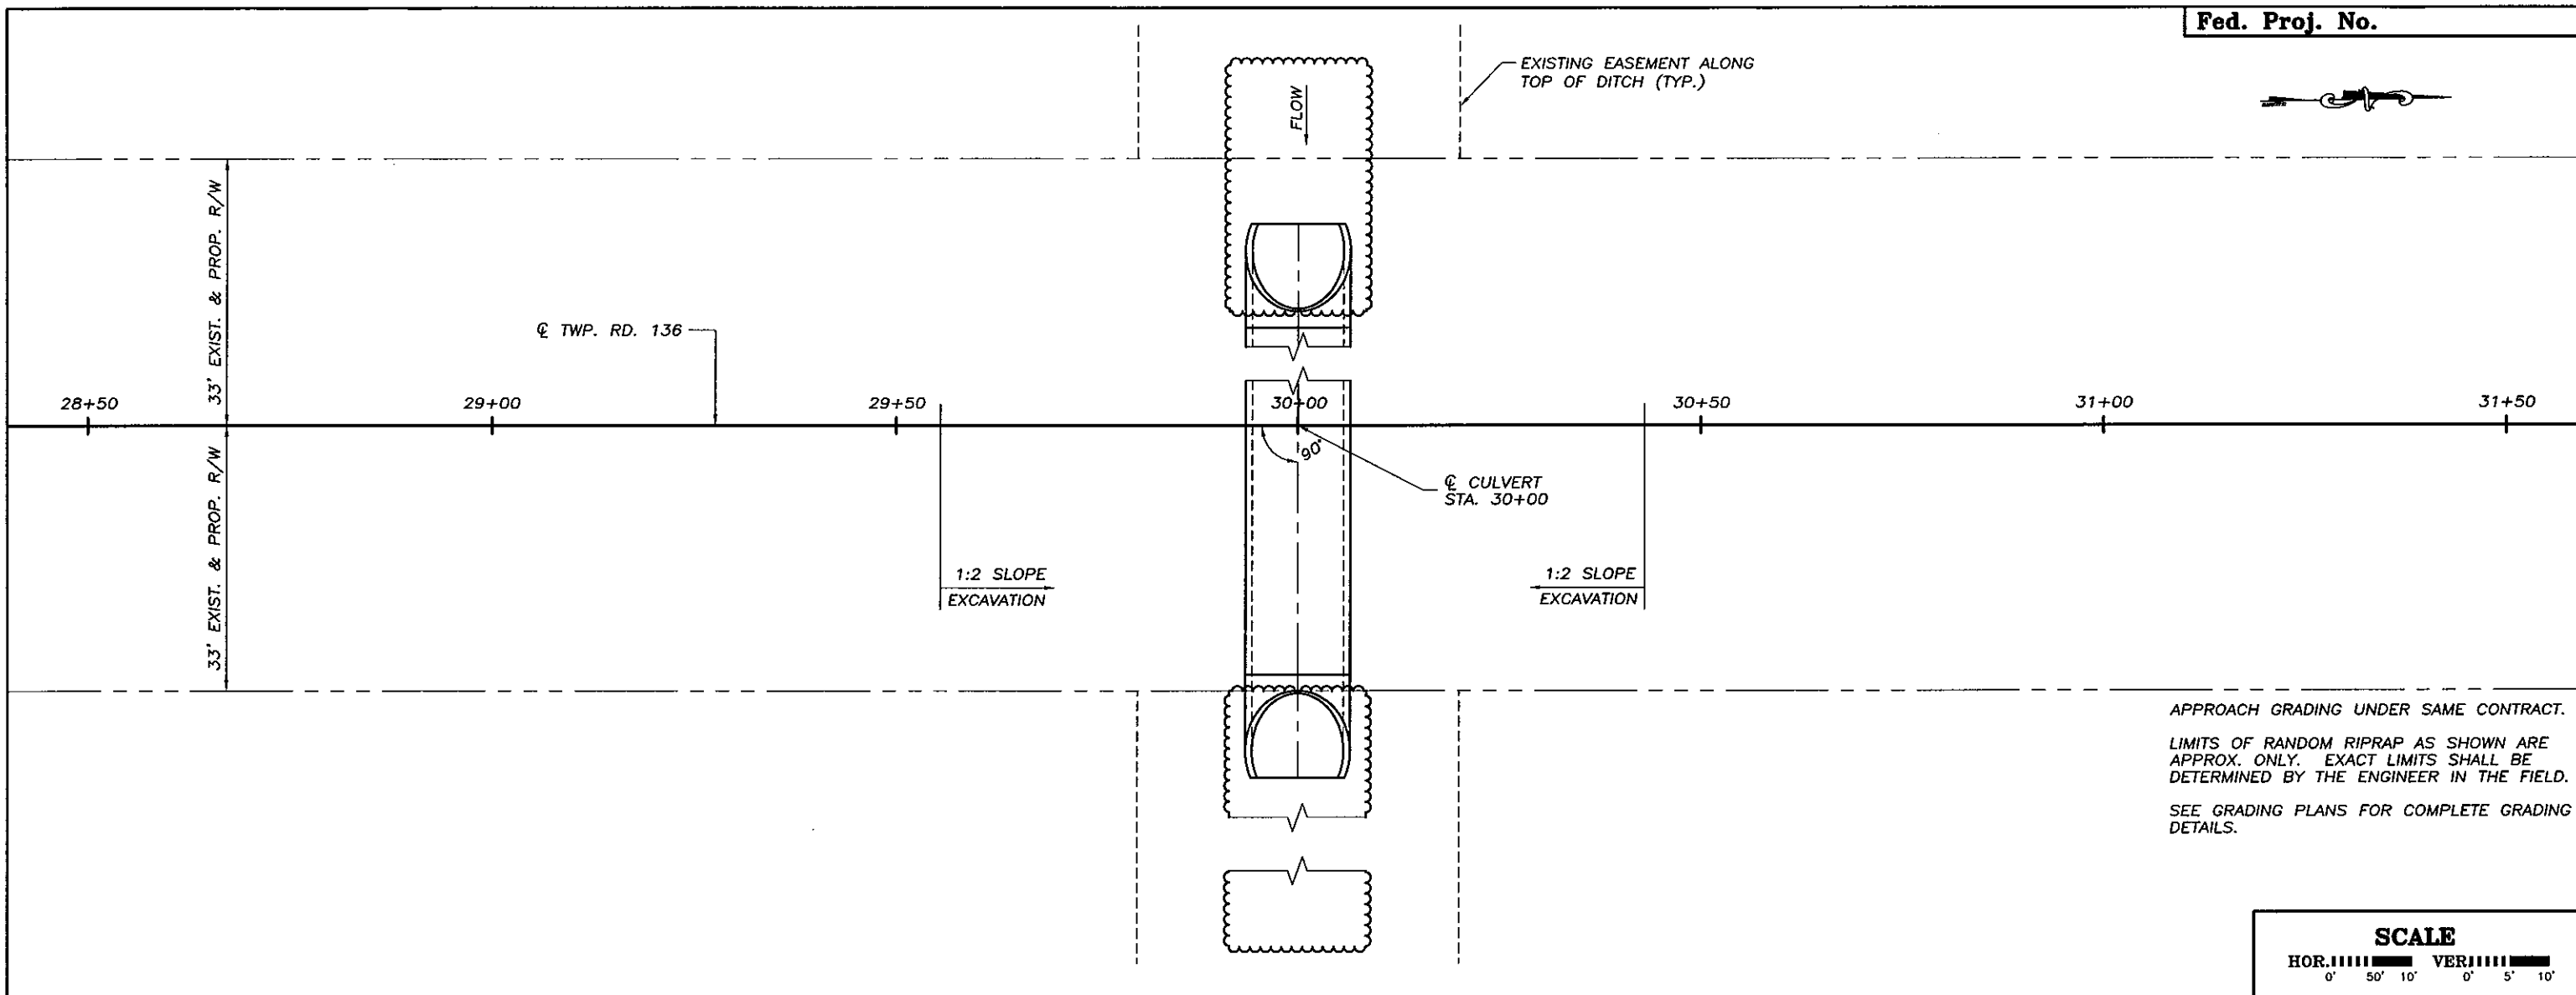 Fed. Proj. No.
EXISTING EASEMENT ALONG
TOP OF DITCH (TYP.)
FLOW
33' EXIST. & PROP. R/W
℄ TWP. RD. 136
28+50
29+00
29+50
30+00
30+50
31+00
31+50
90°
33' EXIST. & PROP. R/W
℄ CULVERT
STA. 30+00
1:2 SLOPE
EXCAVATION
1:2 SLOPE
EXCAVATION
APPROACH GRADING UNDER SAME CONTRACT.
LIMITS OF RANDOM RIPRAP AS SHOWN ARE
APPROX. ONLY. EXACT LIMITS SHALL BE
DETERMINED BY THE ENGINEER IN THE FIELD.
SEE GRADING PLANS FOR COMPLETE GRADING
DETAILS.
SCALE
HOR. VER.
0' 50' 10' 0' 5' 10'